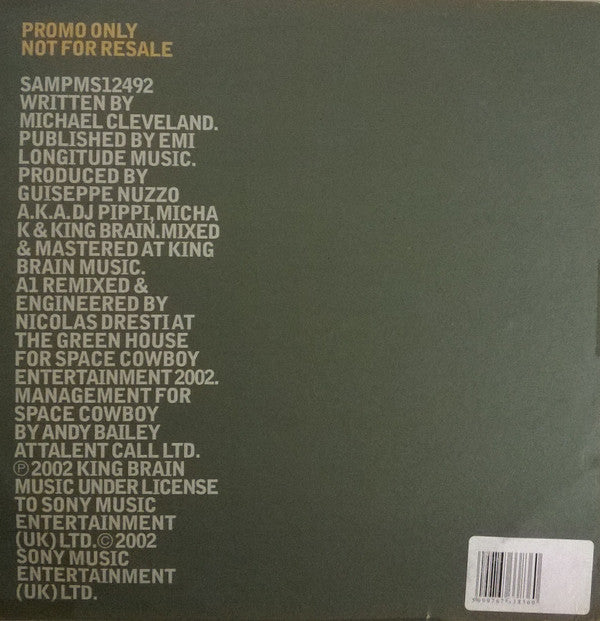 PROMO ONLY
NOT FOR RESALE
SAMPMS12492
WRITTEN BY
MICHAEL CLEVELAND.
PUBLISHED BY EMI
LONGITUDE MUSIC.
PRODUCED BY
GUISEPPE NUZZO
A.K.A. DJ PIPPI, MICHA
K & KING BRAIN. MIXED
& MASTERED AT KING
BRAIN MUSIC.
A1 REMIXED &
ENGINEERED BY
NICOLAS DRESTI AT
THE GREEN HOUSE
FOR SPACE COWBOY
ENTERTAINMENT 2002.
MANAGEMENT FOR
SPACE COWBOY
BY ANDY BAILEY
AT TALENT CALL LTD.
℗ 2002 KING BRAIN
MUSIC UNDER LICENSE
TO SONY MUSIC
ENTERTAINMENT
(UK) LTD. © 2002
SONY MUSIC
ENTERTAINMENT
(UK) LTD.